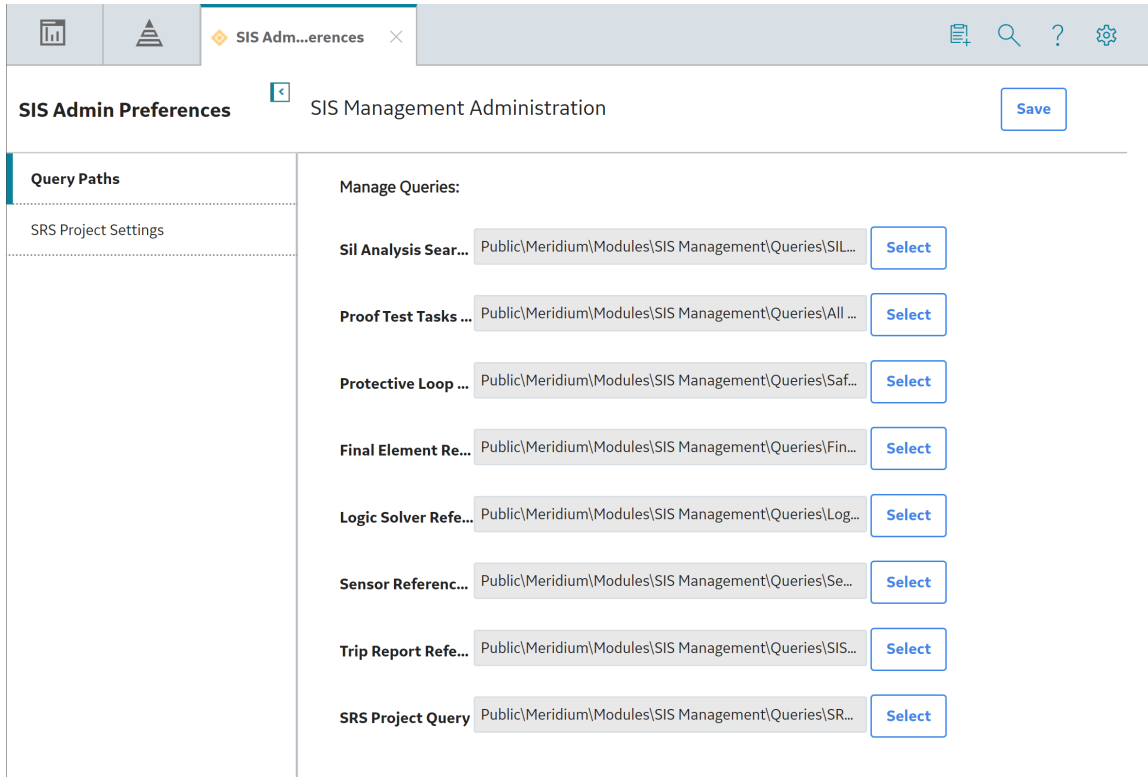 SIS Adm...erences
SIS Admin Preferences
SIS Management Administration
Save
Query Paths
SRS Project Settings
Manage Queries:
Sil Analysis Sear... Public\Meridium\Modules\SIS Management\Queries\SIL... Select
Proof Test Tasks ... Public\Meridium\Modules\SIS Management\Queries\All ... Select
Protective Loop ... Public\Meridium\Modules\SIS Management\Queries\Saf... Select
Final Element Re... Public\Meridium\Modules\SIS Management\Queries\Fin... Select
Logic Solver Refe... Public\Meridium\Modules\SIS Management\Queries\Log... Select
Sensor Referenc... Public\Meridium\Modules\SIS Management\Queries\Se... Select
Trip Report Refe... Public\Meridium\Modules\SIS Management\Queries\SIS... Select
SRS Project Query Public\Meridium\Modules\SIS Management\Queries\SR... Select